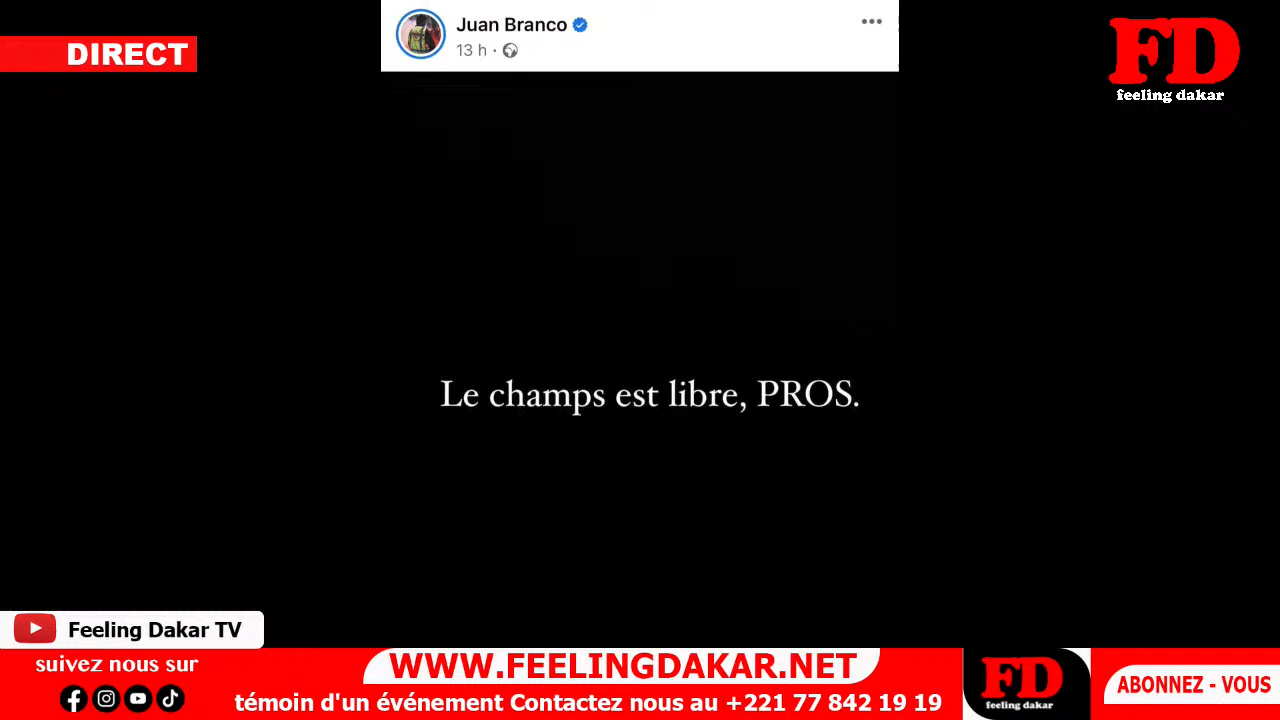 DIRECT
Juan Branco
13 h ·
FD
feeling dakar
Le champs est libre, PROS.
Feeling Dakar TV
suivez nous sur
WWW.FEELINGDAKAR.NET
témoin d'un événement Contactez nous au +221 77 842 19 19
FD
feeling dakar
ABONNEZ - VOUS